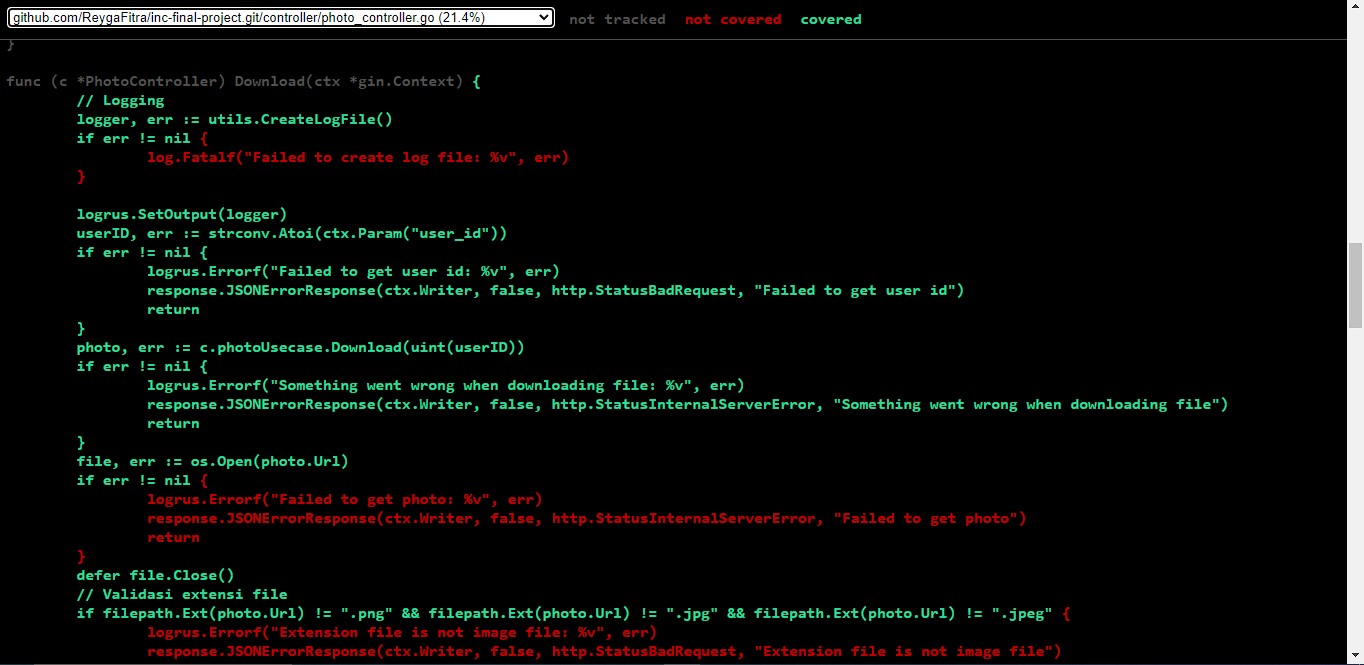 github.com/ReygaFitra/inc-final-project.git/controller/photo_controller.go (21.4%) not tracked not covered covered
}
func (c *PhotoController) Download(ctx *gin.Context) {
// Logging
logger, err := utils.CreateLogFile()
if err != nil {
log.Fatalf("Failed to create log file: %v", err)
}
logrus.SetOutput(logger)
userID, err := strconv.Atoi(ctx.Param("user_id"))
if err != nil {
logrus.Errorf("Failed to get user id: %v", err)
response.JSONErrorResponse(ctx.Writer, false, http.StatusBadRequest, "Failed to get user id")
return
}
photo, err := c.photoUsecase.Download(uint(userID))
if err != nil {
logrus.Errorf("Something went wrong when downloading file: %v", err)
response.JSONErrorResponse(ctx.Writer, false, http.StatusInternalServerError, "Something went wrong when downloading file")
return
}
file, err := os.Open(photo.Url)
if err != nil {
logrus.Errorf("Failed to get photo: %v", err)
response.JSONErrorResponse(ctx.Writer, false, http.StatusInternalServerError, "Failed to get photo")
return
}
defer file.Close()
// Validasi extensi file
if filepath.Ext(photo.Url) != ".png" && filepath.Ext(photo.Url) != ".jpg" && filepath.Ext(photo.Url) != ".jpeg" {
logrus.Errorf("Extension file is not image file: %v", err)
response.JSONErrorResponse(ctx.Writer, false, http.StatusBadRequest, "Extension file is not image file")